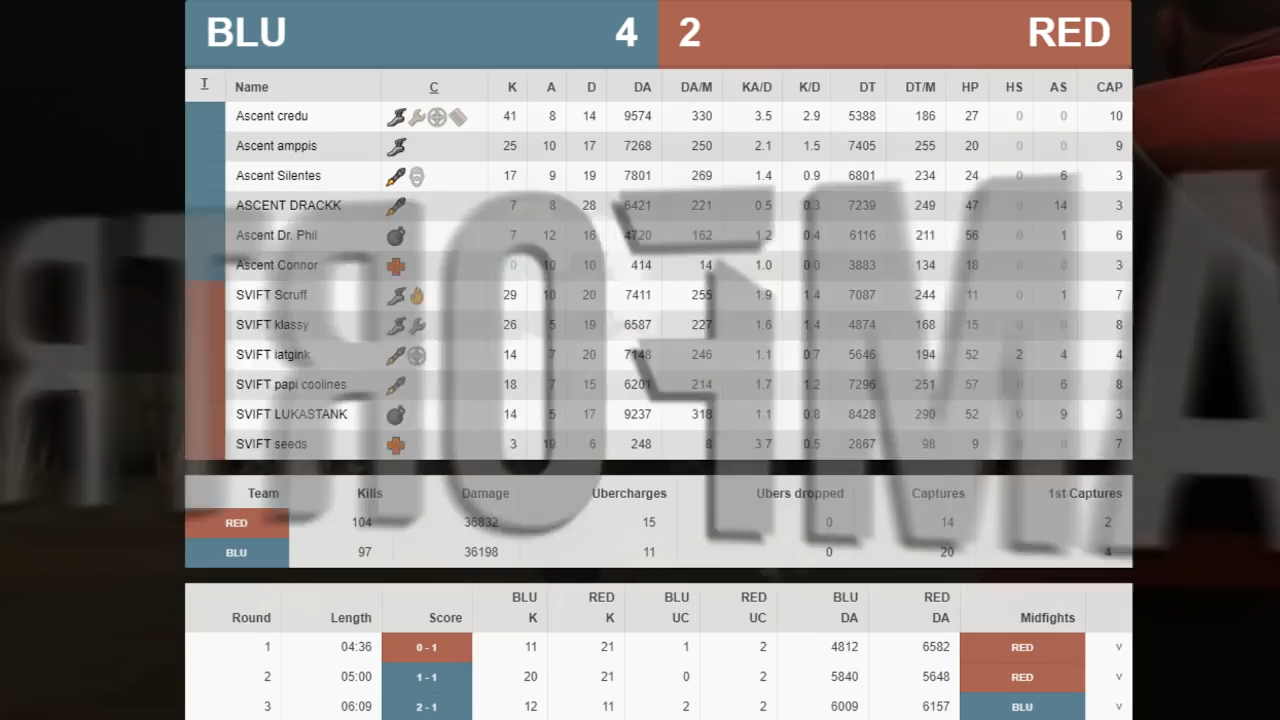 BLU 4 2 RED
T Name C K A D DA DA/M KA/D K/D DT DT/M HP HS AS CAP
Ascent credu 41 8 14 9574 330 3.5 2.9 5388 186 27 0 0 10
Ascent amppis 25 10 17 7268 250 2.1 1.5 7405 255 20 0 0 9
Ascent Silentes 17 9 19 7801 269 1.4 0.9 6801 234 24 0 6 3
ASCENT DRACKK 7 8 28 6421 221 0.5 0.3 7239 249 47 0 14 3
Ascent Dr. Phil 7 12 16 4720 162 1.2 0.4 6116 211 56 0 1 6
Ascent Connor 0 10 10 414 14 1.0 0.0 3883 134 18 0 0 3
SVIFT Scruff 29 10 20 7411 255 1.9 1.4 7087 244 11 0 1 7
SVIFT klassy 26 5 19 6587 227 1.6 1.4 4874 168 15 0 0 8
SVIFT iatgink 14 7 20 7148 246 1.1 0.7 5646 194 52 2 4 4
SVIFT papi coolines 18 7 15 6201 214 1.7 1.2 7296 251 57 0 6 8
SVIFT LUKASTANK 14 5 17 9237 318 1.1 0.8 8428 290 52 0 9 3
SVIFT seeds 3 19 6 248 8 3.7 0.5 2867 98 9 0 0 7
Team Kills Damage Ubercharges Ubers dropped Captures 1st Captures
RED 104 36832 15 0 14 2
BLU 97 36198 11 0 20 4
BLU RED BLU RED BLU RED
Round Length Score K K UC UC DA DA Midfights
1 04:36 0 - 1 11 21 1 2 4812 6582 RED v
2 05:00 1 - 1 20 21 0 2 5840 5648 RED v
3 06:09 2 - 1 12 11 2 2 6009 6157 BLU v